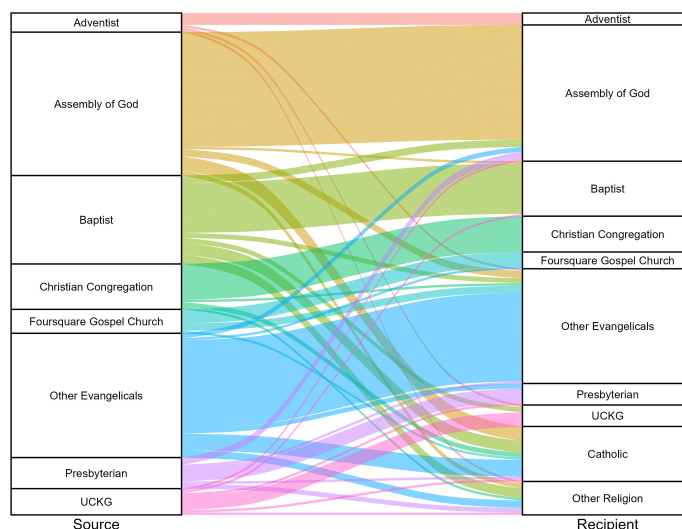 Adventist
Assembly of God
Baptist
Christian Congregation
Foursquare Gospel Church
Other Evangelicals
Presbyterian
UCKG
Source
Adventist
Assembly of God
Baptist
Christian Congregation
Foursquare Gospel Church
Other Evangelicals
Presbyterian
UCKG
Catholic
Other Religion
Recipient